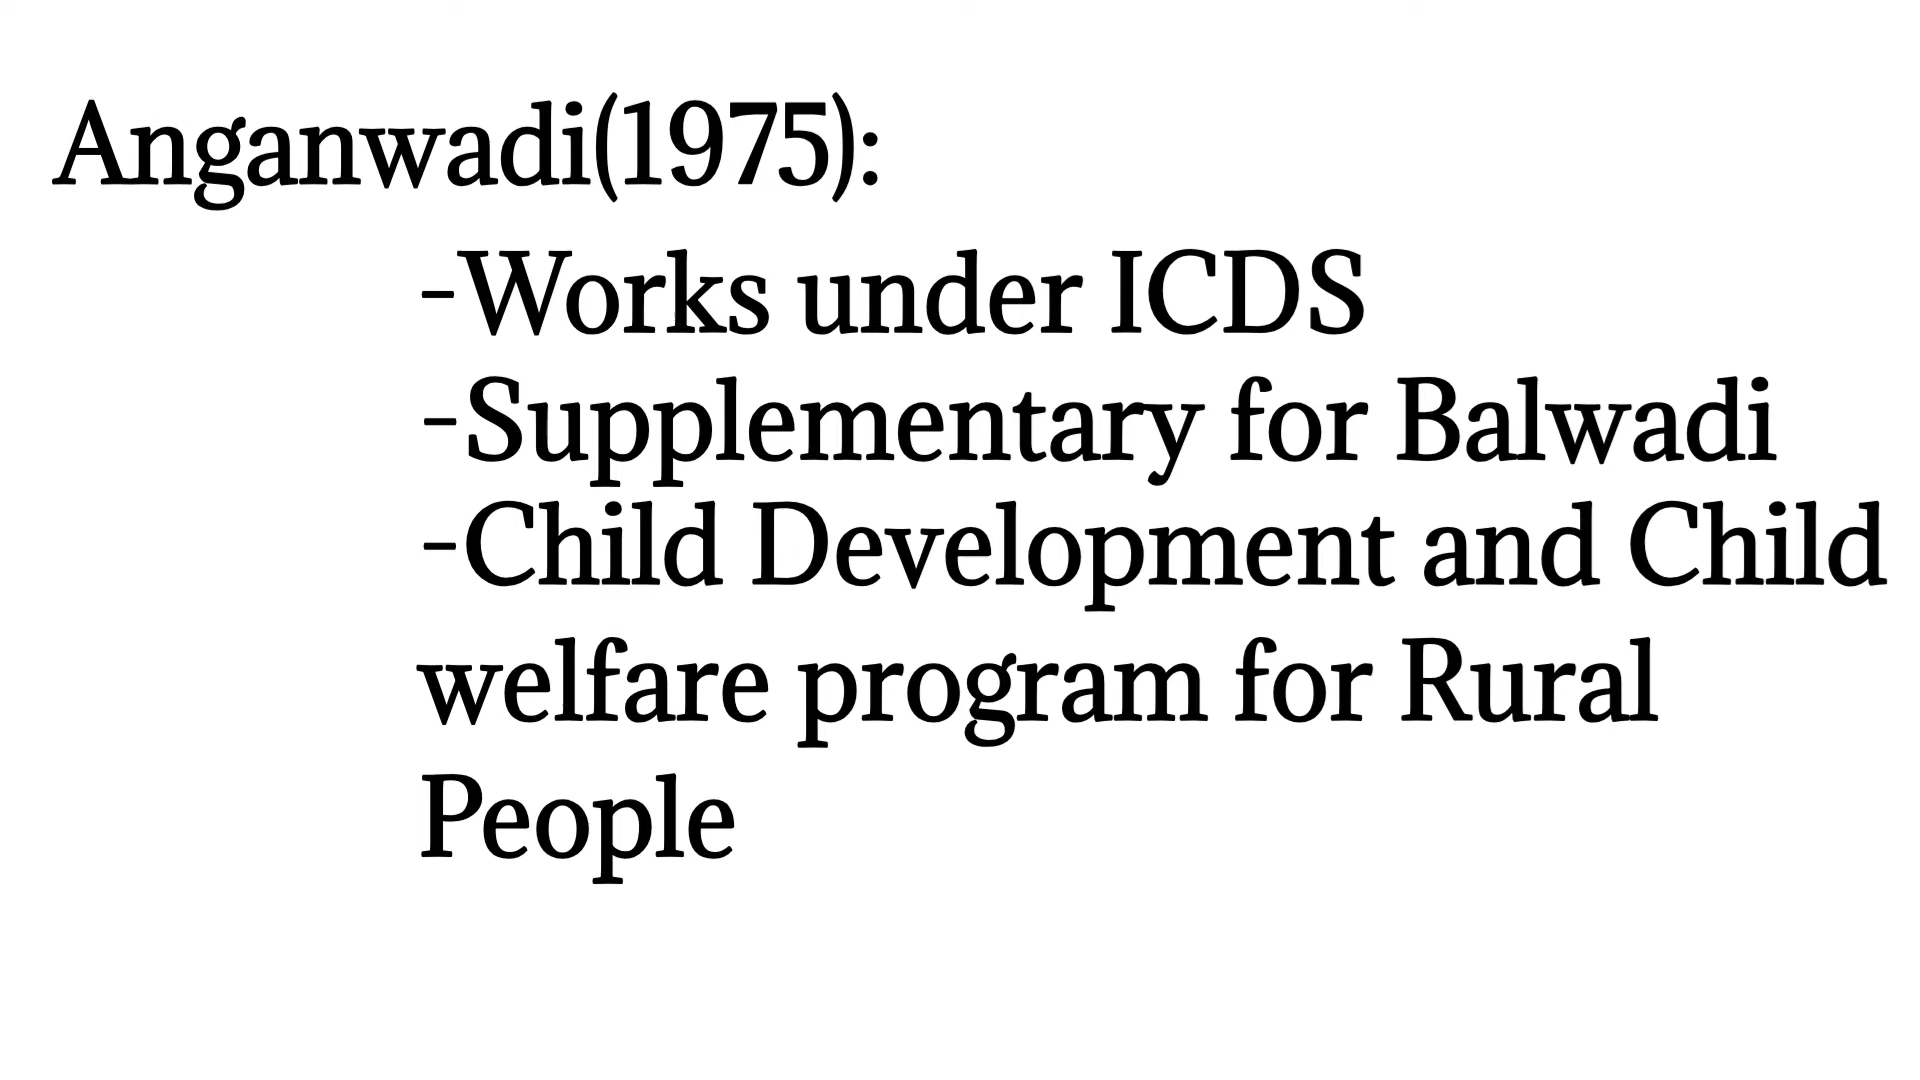 Anganwadi(1975):
-Works under ICDS
-Supplementary for Balwadi
-Child Development and Child
welfare program for Rural
People